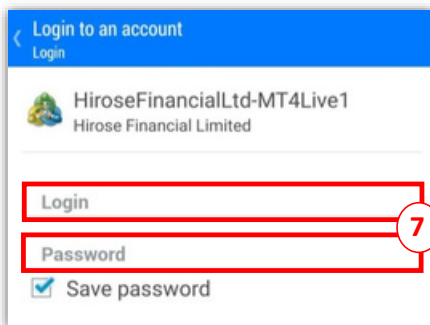 Login to an account
Login
HiroseFinancialLtd-MT4Live1
Hirose Financial Limited
Login
7
Password
Save password